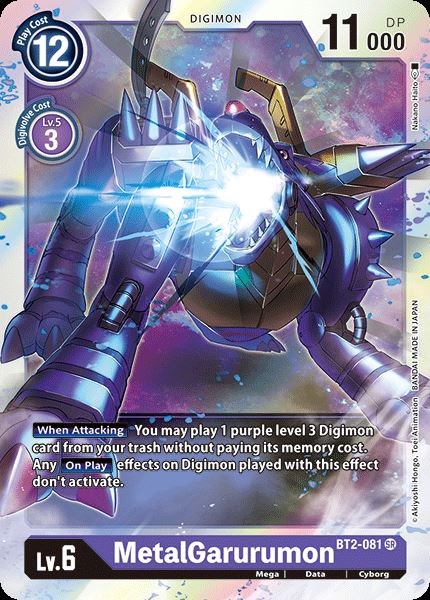 DIGIMON
Play Cost
12
11000
DP
Digivolve Cost
Lv.5
3
Nakano Haito
©Akiyoshi Hongo, Toei Animation BANDAI MADE IN JAPAN
When Attacking You may play 1 purple level 3 Digimon
card from your trash without paying its memory cost.
Any On Play effects on Digimon played with this effect
don't activate.
MetalGarurumon
BT2-081 SR
Lv.6
Mega | Data | Cyborg